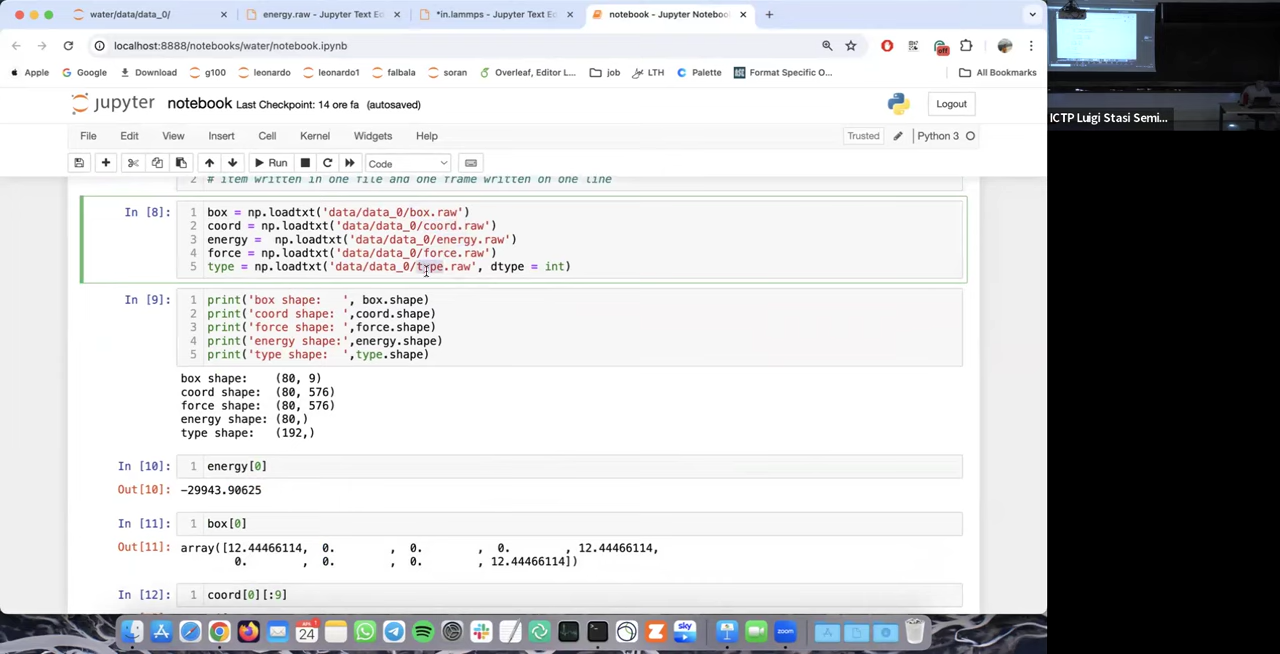 water/data/data_0/
energy.raw - Jupyter Text Ed
*in.lammps - Jupyter Text Ed
notebook - Jupyter Notebook
localhost:8888/notebooks/water/notebook.ipynb
Apple Google Download g100 leonardo leonardot falbala soran Overleaf, Editor L... job LTH Palette Format Specific O... All Bookmarks
off
jupyter notebook Last Checkpoint: 14 ore fa (autosaved) Logout
File Edit View Insert Cell Kernel Widgets Help Trusted Python 3
Run Code
2 # item written in one file and one frame written on one line
In [8]: 1 box = np.loadtxt('data/data_0/box.raw')
2 coord = np.loadtxt('data/data_0/coord.raw')
3 energy =  np.loadtxt('data/data_0/energy.raw')
4 force = np.loadtxt('data/data_0/force.raw')
5 type = np.loadtxt('data/data_0/type.raw', dtype = int)
In [9]: 1 print('box shape:   ', box.shape)
2 print('coord shape: ',coord.shape)
3 print('force shape: ',force.shape)
4 print('energy shape:',energy.shape)
5 print('type shape:  ',type.shape)
box shape:    (80, 9)
coord shape:  (80, 576)
force shape:  (80, 576)
energy shape: (80,)
type shape:   (192,)
In [10]: 1 energy[0]
Out[10]: -29943.90625
In [11]: 1 box[0]
Out[11]: array([12.44466114,  0.        ,  0.        ,  0.        , 12.44466114,
0.        ,  0.        ,  0.        , 12.44466114])
In [12]: 1 coord[0][:9]
APR
24
sky
zoom
ICTP Luigi Stasi Semi...